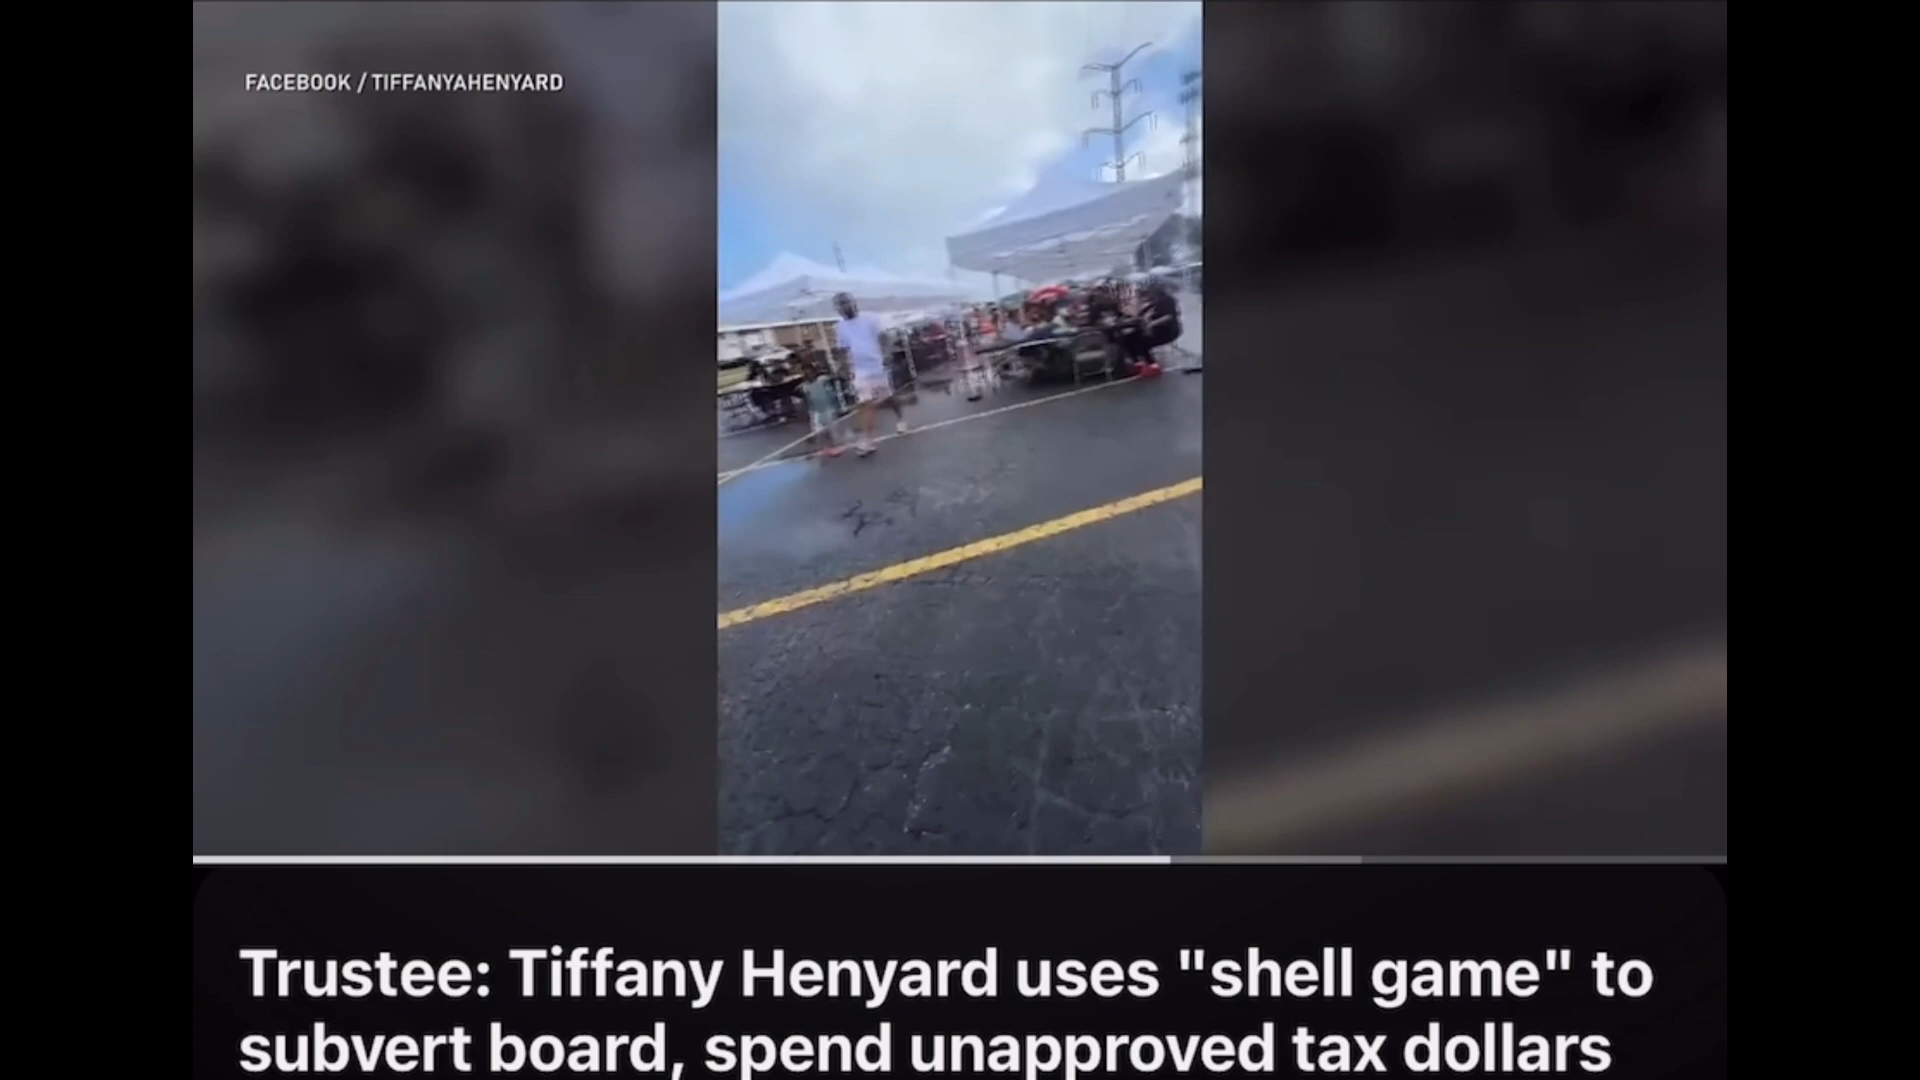 FACEBOOK / TIFFANYAHENYARD
Trustee: Tiffany Henyard uses "shell game" to
subvert board, spend unapproved tax dollars